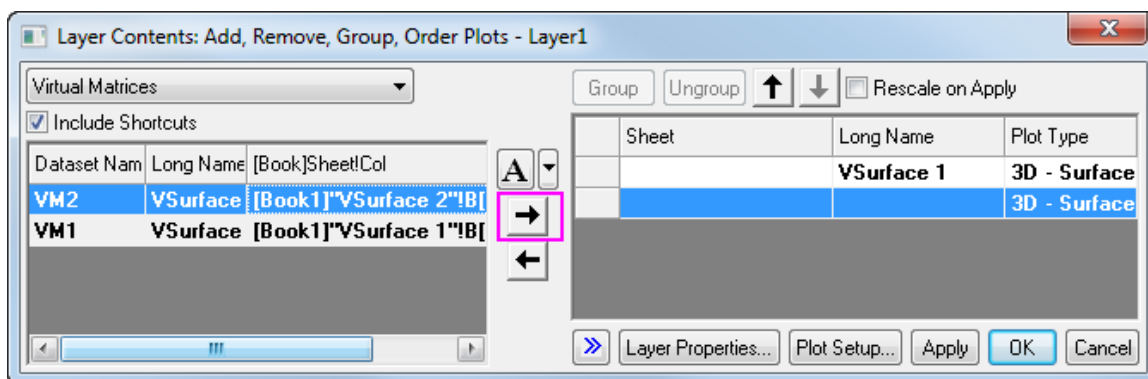 Layer Contents: Add, Remove, Group, Order Plots - Layer1
x
Virtual Matrices
Group Ungroup Rescale on Apply
Include Shortcuts
Sheet Long Name Plot Type
VSurface 1 3D - Surface
3D - Surface
Dataset Nam Long Name [Book]Sheet!Col
VM2 VSurface [Book1]"VSurface 2"!B[
VM1 VSurface [Book1]"VSurface 1"!B[
A
Layer Properties... Plot Setup... Apply OK Cancel